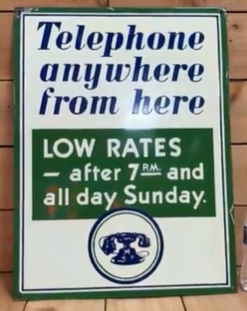 Telephone
anywhere
from here
LOW RATES
– after 7 P.M. and
all day Sunday.